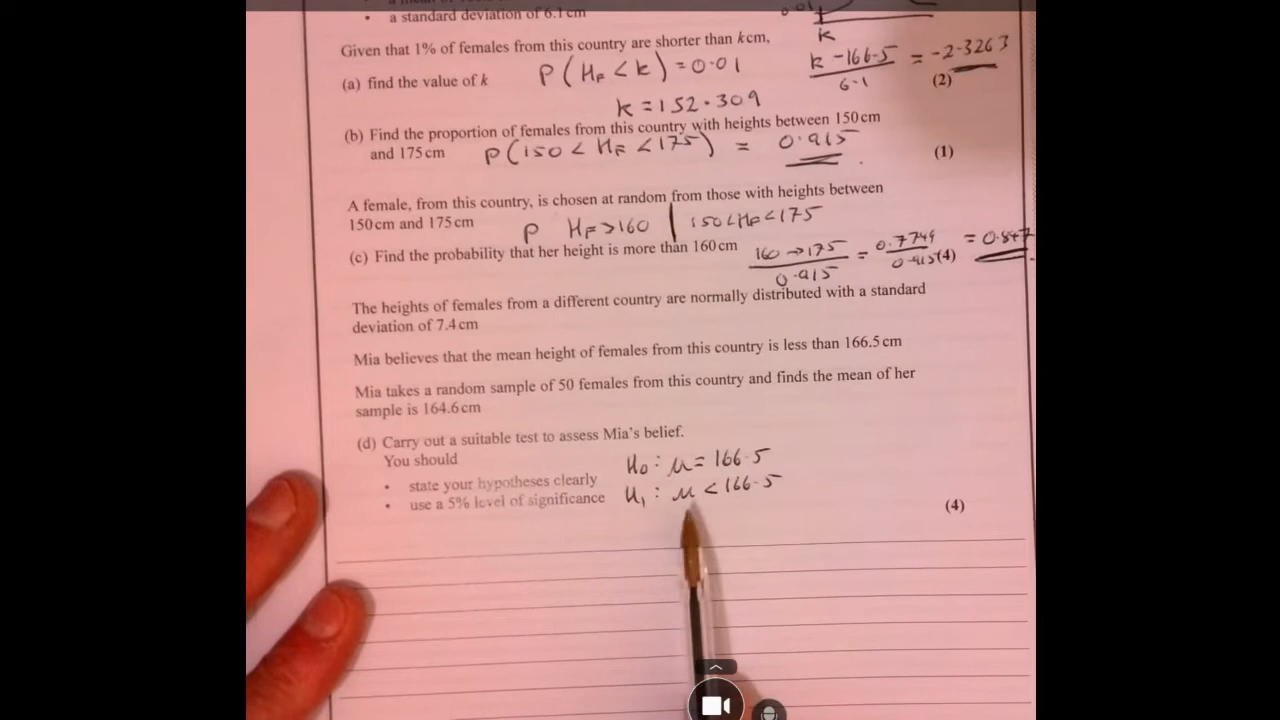 • a standard deviation of 6.1 cm
0.01
k
Given that 1% of females from this country are shorter than k cm,
(a) find the value of k
P(HF < k) = 0.01
k - 166.5 / 6.1 = -2.3263
(2)
k = 152.309
(b) Find the proportion of females from this country with heights between 150 cm
and 175 cm
P(150 < HF < 175) = 0.915
(1)
A female, from this country, is chosen at random from those with heights between
150 cm and 175 cm
P HF > 160 | 150 < HF < 175
(c) Find the probability that her height is more than 160 cm
160 → 175 / 0.915 = 0.7749 / 0.915 = 0.847
(4)
The heights of females from a different country are normally distributed with a standard
deviation of 7.4 cm
Mia believes that the mean height of females from this country is less than 166.5 cm
Mia takes a random sample of 50 females from this country and finds the mean of her
sample is 164.6 cm
(d) Carry out a suitable test to assess Mia's belief.
You should
• state your hypotheses clearly
• use a 5% level of significance
H0 : μ = 166.5
H1 : μ < 166.5
(4)